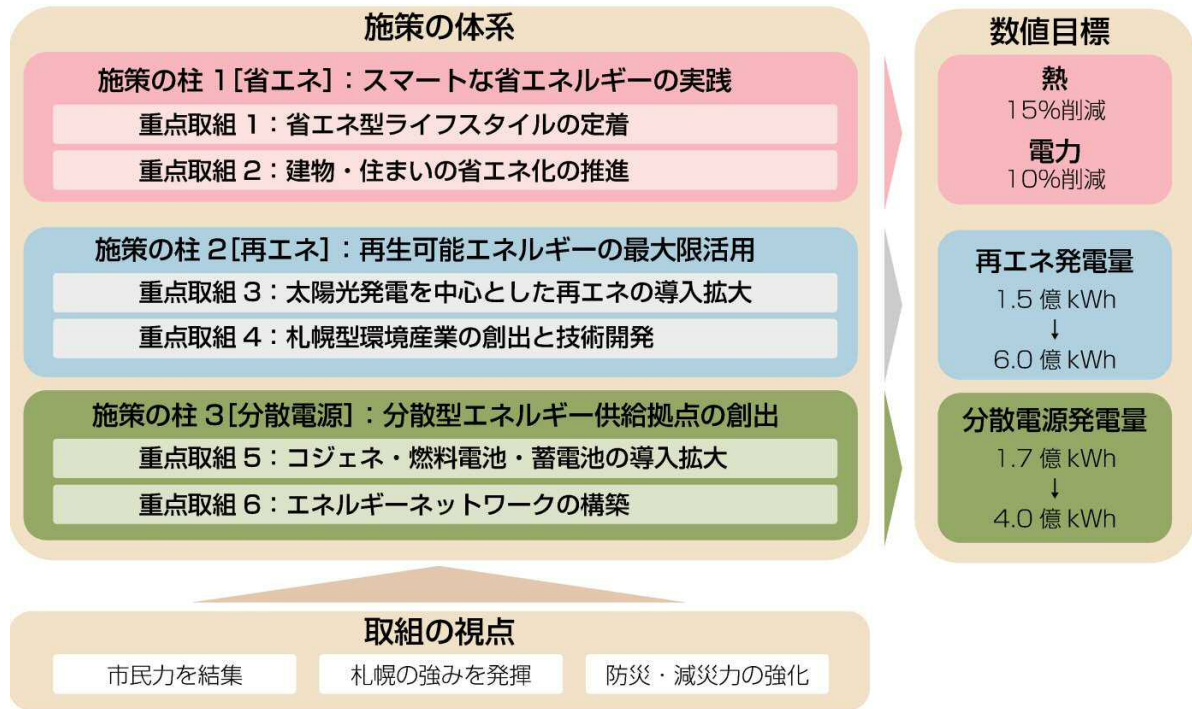 施策の体系
施策の柱 1[省エネ]：スマートな省エネルギーの実践
重点取組 1：省エネ型ライフスタイルの定着
重点取組 2：建物・住まいの省エネ化の推進
施策の柱 2[再エネ]：再生可能エネルギーの最大限活用
重点取組 3：太陽光発電を中心とした再エネの導入拡大
重点取組 4：札幌型環境産業の創出と技術開発
施策の柱 3[分散電源]：分散型エネルギー供給拠点の創出
重点取組 5：コジェネ・燃料電池・蓄電池の導入拡大
重点取組 6：エネルギーネットワークの構築
数値目標
熱
15%削減
電力
10%削減
再エネ発電量
1.5 億 kWh
↓
6.0 億 kWh
分散電源発電量
1.7 億 kWh
↓
4.0 億 kWh
取組の視点
市民力を結集
札幌の強みを発揮
防災・減災力の強化